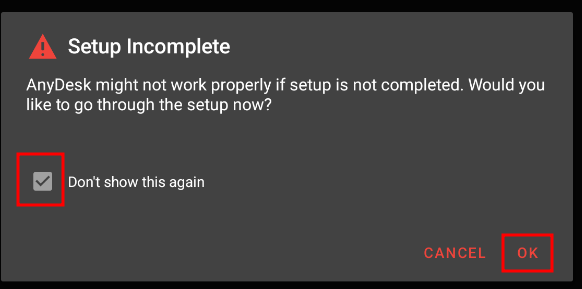 Setup Incomplete
AnyDesk might not work properly if setup is not completed. Would you
like to go through the setup now?
Don't show this again
CANCEL OK